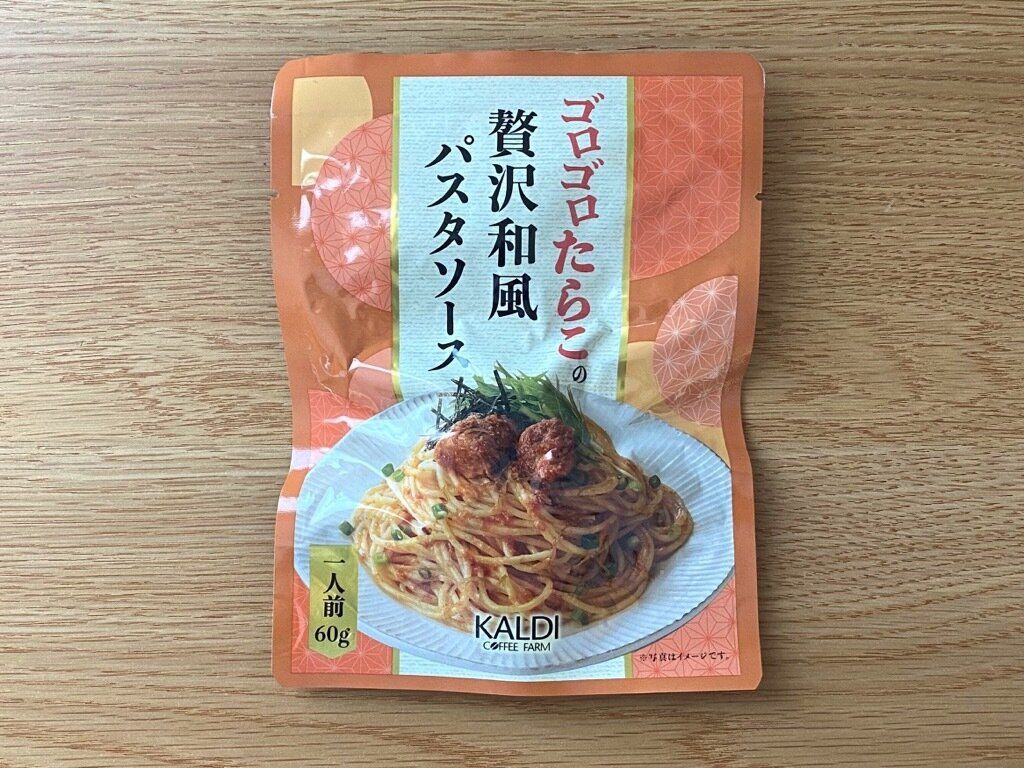 ゴロゴロたらこの
贅沢和風
パスタソース
一人前
60g
KALDI
COFFEE FARM
※写真はイメージです。